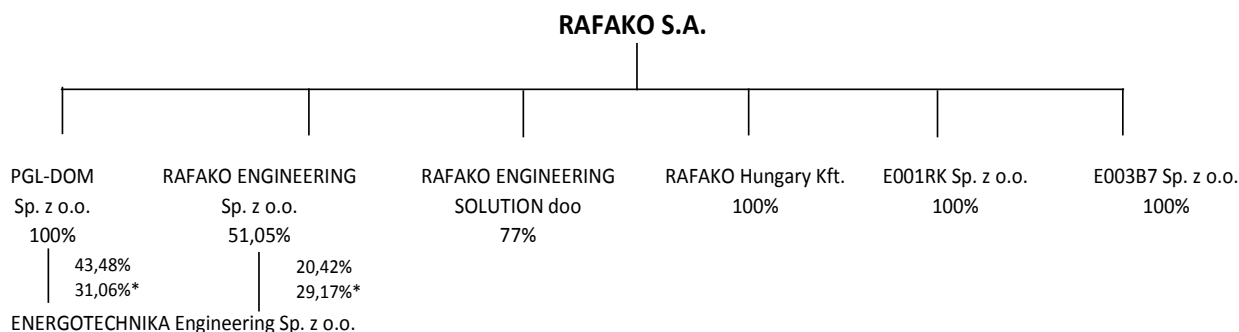 RAFAKO S.A.
PGL-DOM
Sp. z o.o.
100%
RAFAKO ENGINEERING
Sp. z o.o.
51,05%
RAFAKO ENGINEERING
SOLUTION doo
77%
RAFAKO Hungary Kft.
100%
E001RK Sp. z o.o.
100%
E003B7 Sp. z o.o.
100%
43,48%
31,06%*
20,42%
29,17%*
ENERGOTECHNIKA Engineering Sp. z o.o.